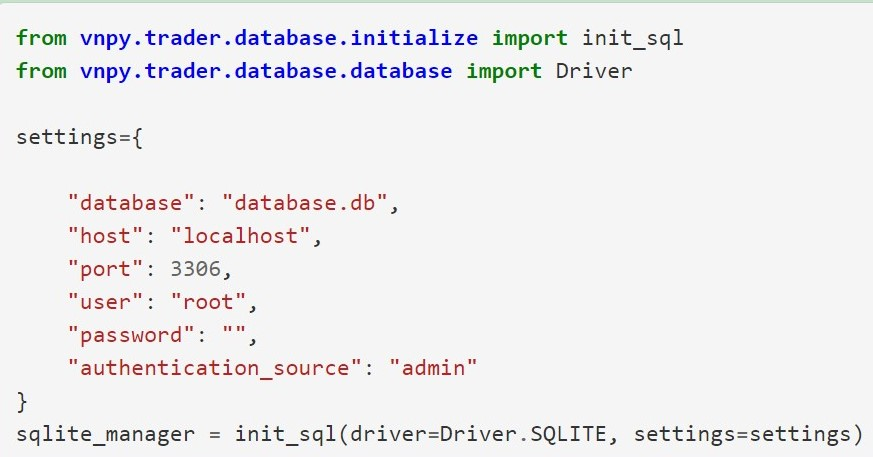 from vnpy.trader.database.initialize import init_sql
from vnpy.trader.database.database import Driver
settings={
"database": "database.db",
"host": "localhost",
"port": 3306,
"user": "root",
"password": "",
"authentication_source": "admin"
}
sqlite_manager = init_sql(driver=Driver.SQLITE, settings=settings)